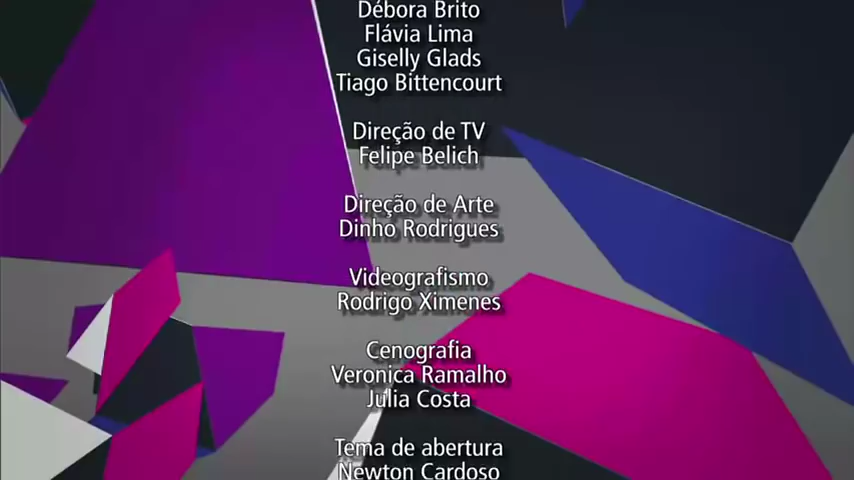 Débora Brito
Flávia Lima
Giselly Glads
Tiago Bittencourt
Direção de TV
Felipe Belich
Direção de Arte
Dinho Rodrigues
Videografismo
Rodrigo Ximenes
Cenografia
Veronica Ramalho
Julia Costa
Tema de abertura
Newton Cardoso